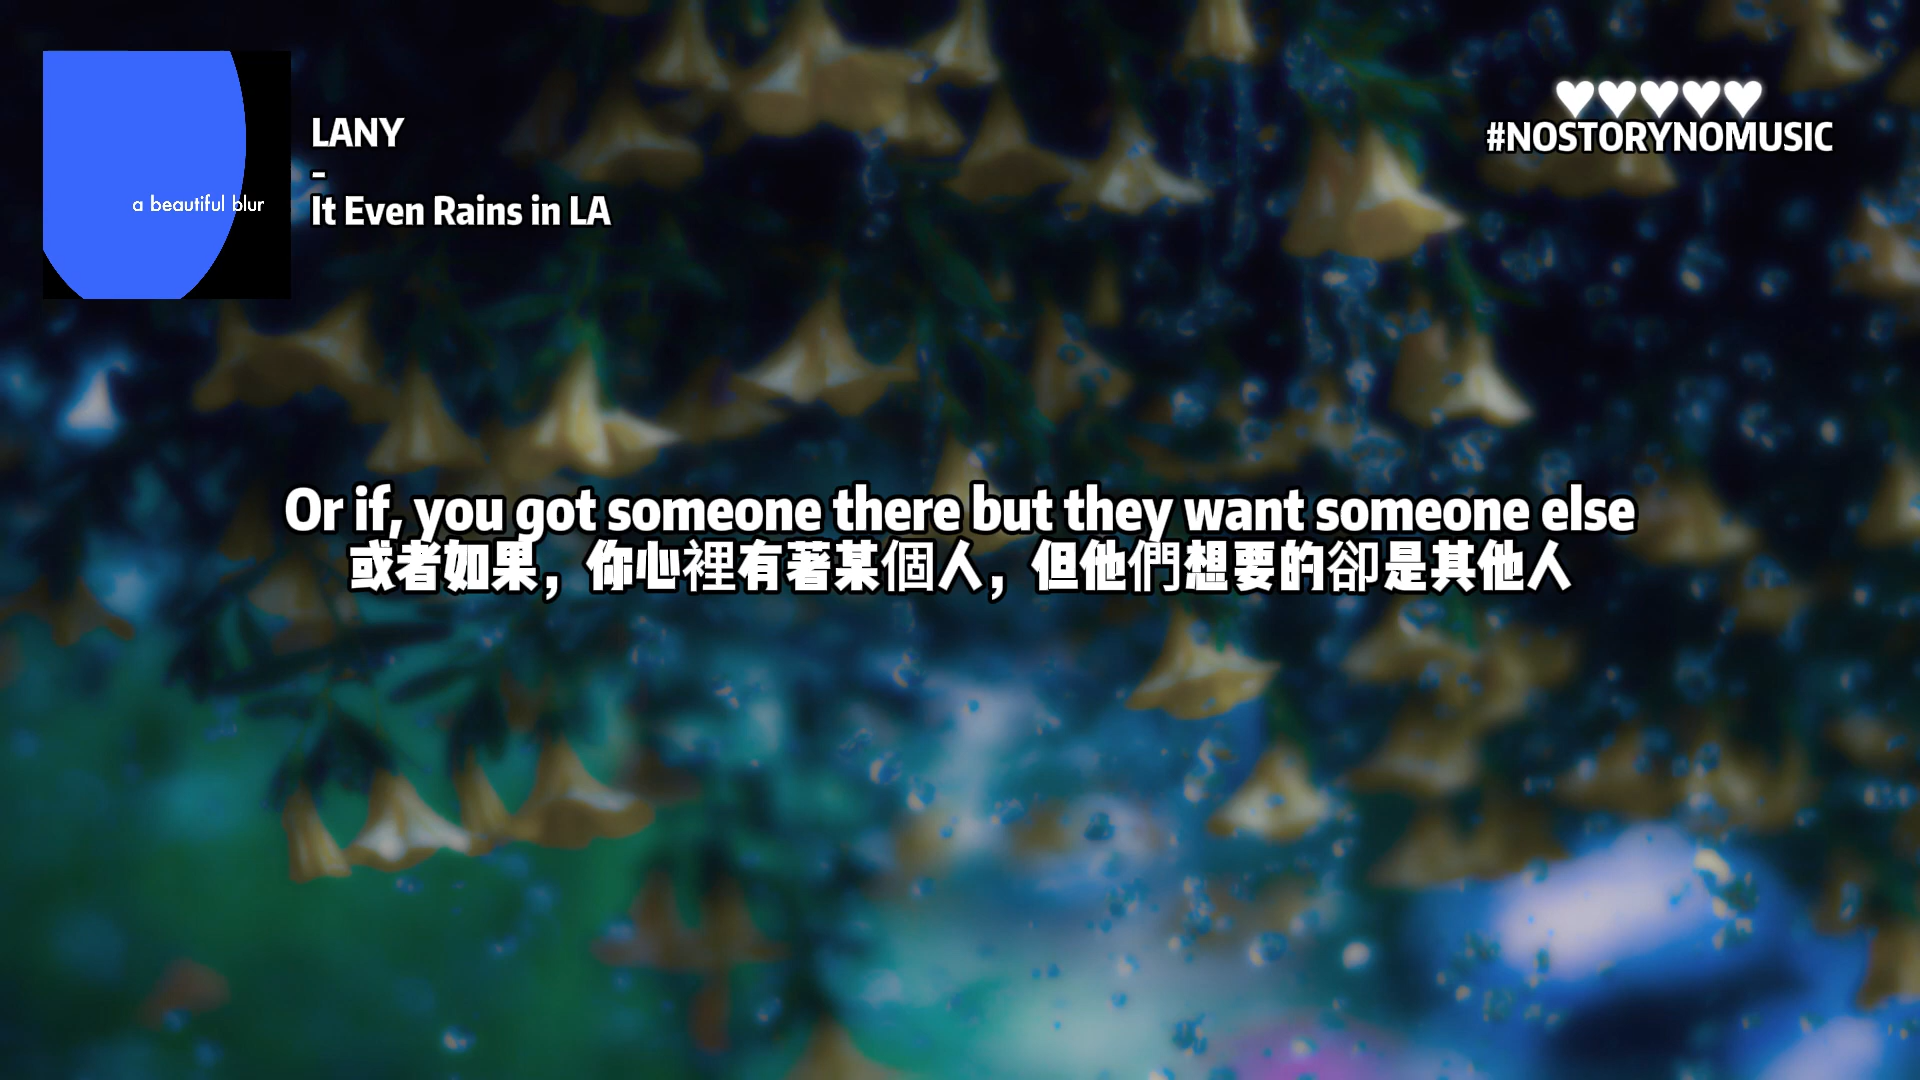 a beautiful blur
LANY
-
It Even Rains in LA
♥♥♥♥♥
#NOSTORYNOMUSIC
Or if, you got someone there but they want someone else
或者如果，你心裡有著某個人，但他們想要的卻是其他人